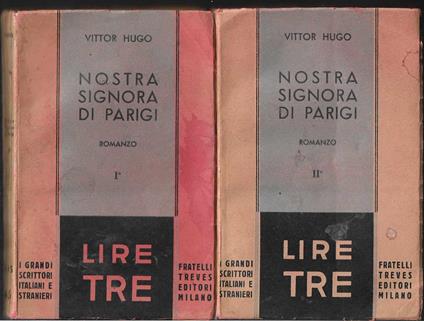 VITTOR HUGO
NOSTRA
SIGNORA
DI PARIGI
ROMANZO
I°
LIRE
TRE
I GRANDI
SCRITTORI
ITALIANI E
STRANIERI
FRATELLI
TREVES
EDITORI
MILANO
VITTOR HUGO
NOSTRA
SIGNORA
DI PARIGI
ROMANZO
II°
LIRE
TRE
I GRANDI
SCRITTORI
ITALIANI E
STRANIERI
FRATELLI
TREVES
EDITORI
MILANO